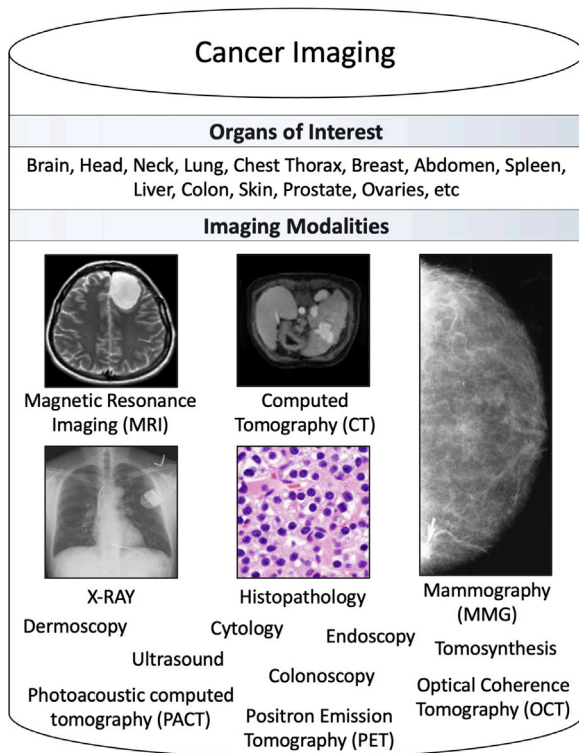 Cancer Imaging
Organs of Interest
Brain, Head, Neck, Lung, Chest Thorax, Breast, Abdomen, Spleen,
Liver, Colon, Skin, Prostate, Ovaries, etc
Imaging Modalities
Magnetic Resonance
Imaging (MRI)
Computed
Tomography (CT)
X-RAY
Histopathology
Mammography
(MMG)
Dermoscopy
Cytology
Endoscopy
Tomosynthesis
Ultrasound
Colonoscopy
Photoacoustic computed
tomography (PACT)
Optical Coherence
Tomography (OCT)
Positron Emission
Tomography (PET)